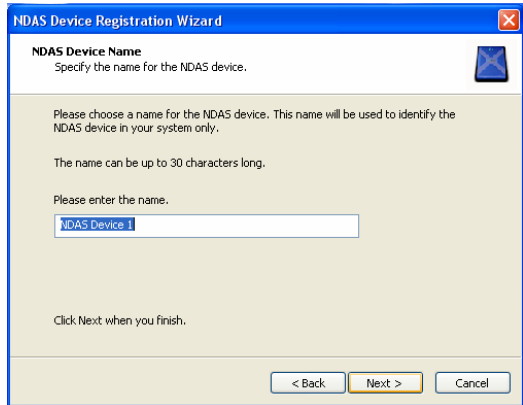 NDAS Device Registration Wizard
NDAS Device Name
Specify the name for the NDAS device.
Please choose a name for the NDAS device. This name will be used to identify the
NDAS device in your system only.
The name can be up to 30 characters long.
Please enter the name.
NDAS Device 1
Click Next when you finish.
< Back Next > Cancel